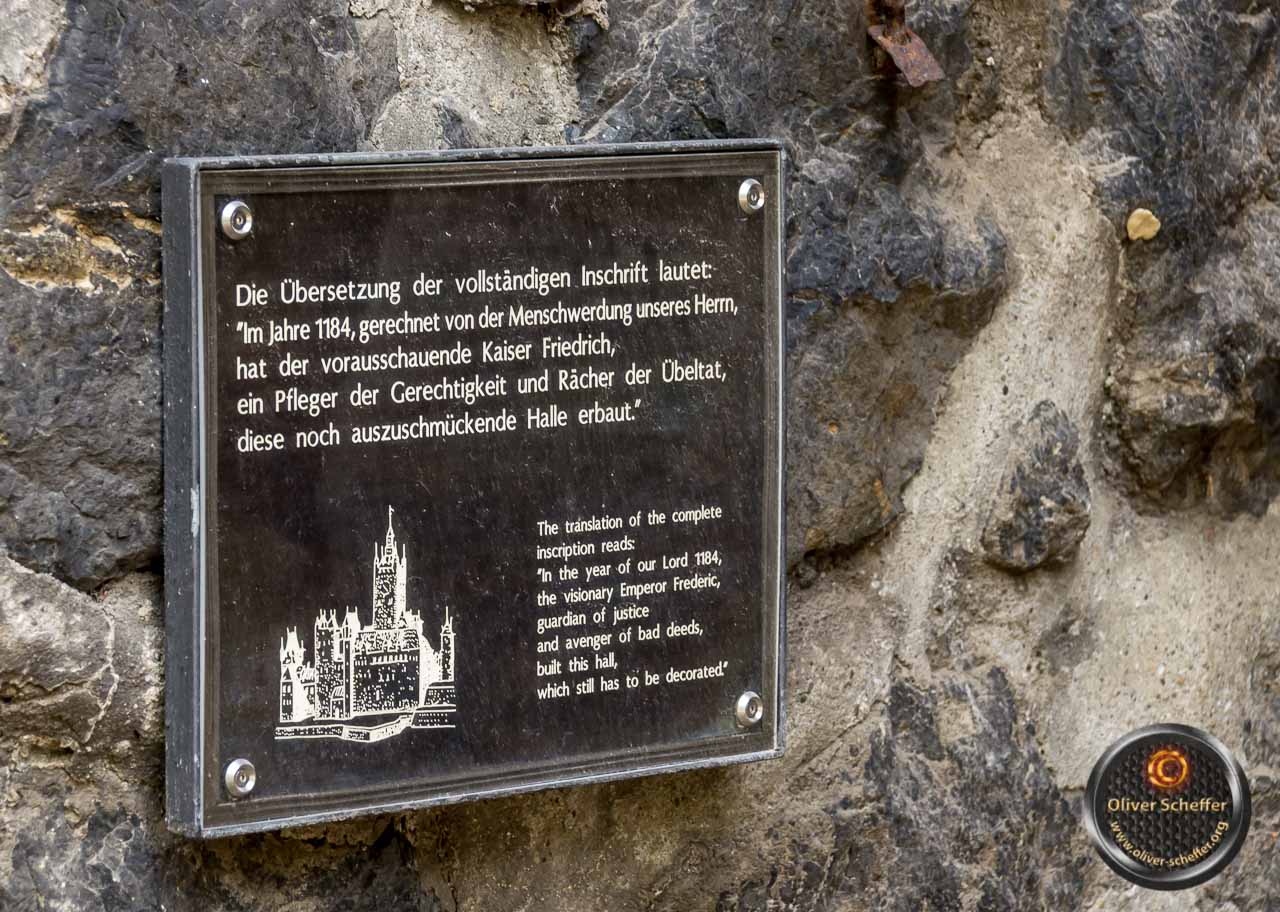 Die Übersetzung der vollständigen Inschrift lautet:
"Im Jahre 1184, gerechnet von der Menschwerdung unseres Herrn,
hat der vorausschauende Kaiser Friedrich,
ein Pfleger der Gerechtigkeit und Rächer der Übeltat,
diese noch auszuschmückende Halle erbaut."
The translation of the complete
inscription reads:
"In the year of our Lord 1184,
the visionary Emperor Frederic,
guardian of justice
and avenger of bad deeds,
built this hall,
which still has to be decorated."
Oliver Scheffer
www.oliver-scheffer.org